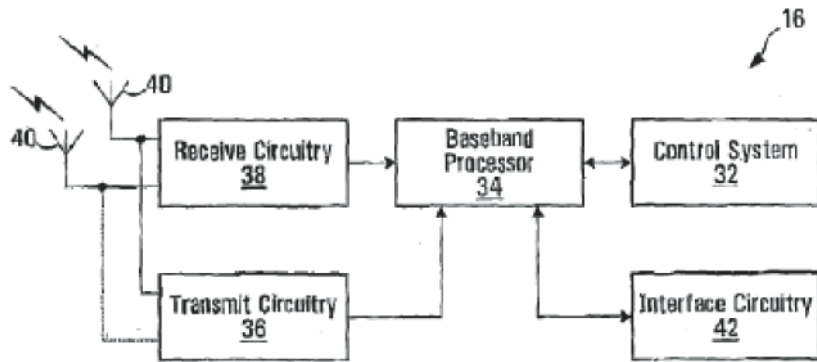 16
40
40
Receive Circuitry
38
Baseband
Processor
34
Control System
32
Transmit Circuitry
36
Interface Circuitry
42